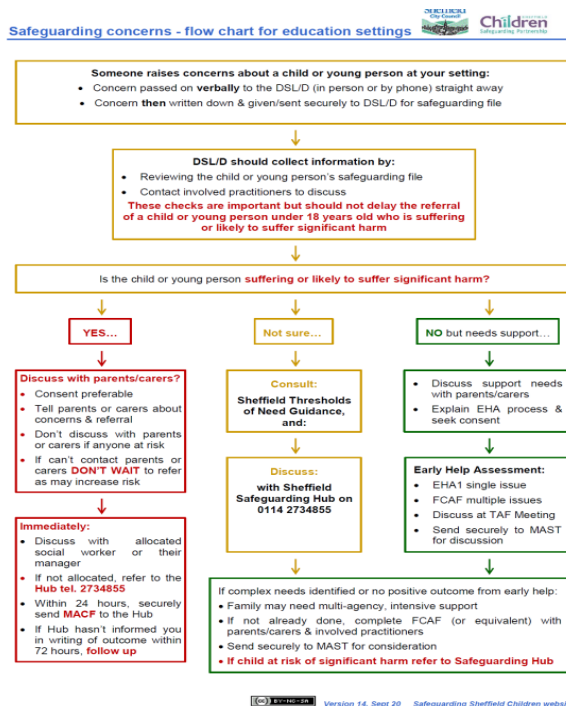 Safeguarding concerns - flow chart for education settings
Sheffield
City Council
Children
Safeguarding Partnership
Someone raises concerns about a child or young person at your setting:
• Concern passed on verbally to the DSL/D (in person or by phone) straight away
• Concern then written down & given/sent securely to DSL/D for safeguarding file
DSL/D should collect information by:
• Reviewing the child or young person's safeguarding file
• Contact involved practitioners to discuss
These checks are important but should not delay the referral
of a child or young person under 18 years old who is suffering
or likely to suffer significant harm
Is the child or young person suffering or likely to suffer significant harm?
YES…
Discuss with parents/carers?
• Consent preferable
• Tell parents or carers about
concerns & referral
• Don't discuss with parents
or carers if anyone at risk
• If can't contact parents or
carers DON'T WAIT to refer
as may increase risk
Immediately:
• Discuss with allocated
social worker or their
manager
• If not allocated, refer to the
Hub tel. 2734855
• Within 24 hours, securely
send MACF to the Hub
• If Hub hasn't informed you
in writing of outcome within
72 hours, follow up
Not sure…
Consult:
Sheffield Thresholds
of Need Guidance,
and:
Discuss:
with Sheffield
Safeguarding Hub on
0114 2734855
NO but needs support…
• Discuss support needs
with parents/carers
• Explain EHA process &
seek consent
Early Help Assessment:
• EHA1 single issue
• FCAF multiple issues
• Discuss at TAF Meeting
• Send securely to MAST
for discussion
If complex needs identified or no positive outcome from early help:
• Family may need multi-agency, intensive support
• If not already done, complete FCAF (or equivalent) with
parents/carers & involved practitioners
• Send securely to MAST for consideration
• If child at risk of significant harm refer to Safeguarding Hub
CC BY-NC-SA
Version 14, Sept 20 Safeguarding Sheffield Children websi